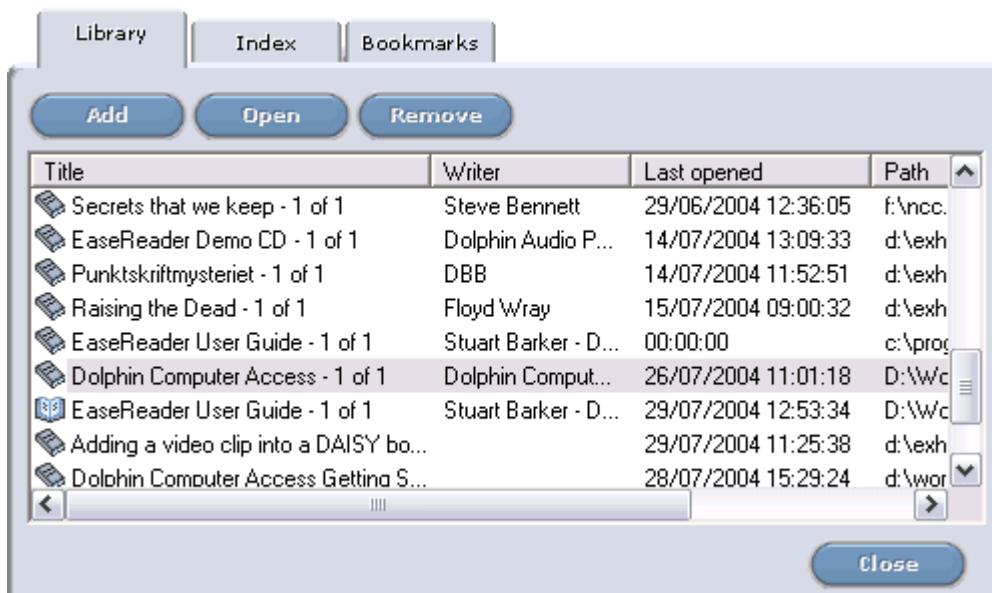 Library Index Bookmarks
Add Open Remove
Title Writer Last opened Path
Secrets that we keep - 1 of 1 Steve Bennett 29/06/2004 12:36:05 f:\ncc.
EaseReader Demo CD - 1 of 1 Dolphin Audio P... 14/07/2004 13:09:33 d:\exh
Punktskriftmysteriet - 1 of 1 DBB 14/07/2004 11:52:51 d:\exh
Raising the Dead - 1 of 1 Floyd Wray 15/07/2004 09:00:32 d:\exh
EaseReader User Guide - 1 of 1 Stuart Barker - D... 00:00:00 c:\prog
Dolphin Computer Access - 1 of 1 Dolphin Comput... 26/07/2004 11:01:18 D:\Wc
EaseReader User Guide - 1 of 1 Stuart Barker - D... 29/07/2004 12:53:34 D:\Wc
Adding a video clip into a DAISY bo... 29/07/2004 11:25:38 d:\exh
Dolphin Computer Access Getting S... 28/07/2004 15:29:24 d:\wor
Close